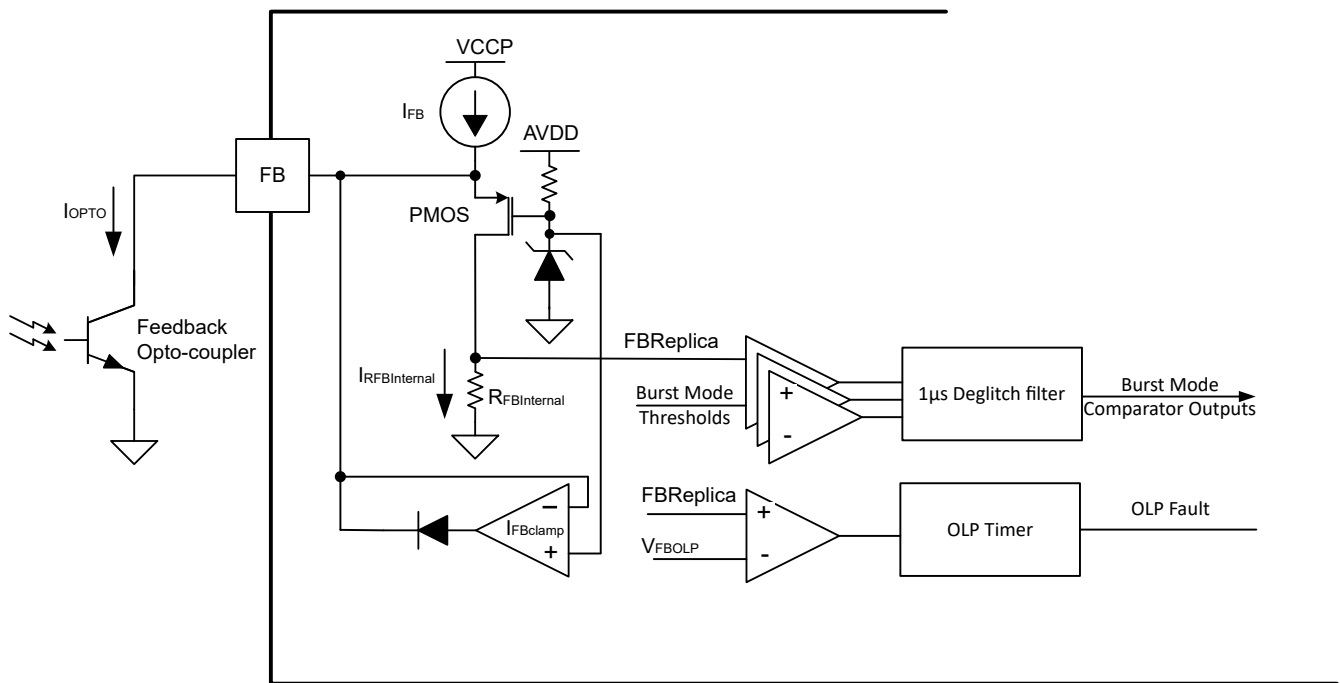 VCCP
IFB
AVDD
FB
IOPTO
PMOS
Feedback
Opto-coupler
FBReplica
IRFBInternal
RFBInternal
Burst Mode
Thresholds
+
-
1µs Deglitch filter
Burst Mode
Comparator Outputs
FBReplica
VFBOLP
+
-
OLP Timer
OLP Fault
−
IFBclamp
+